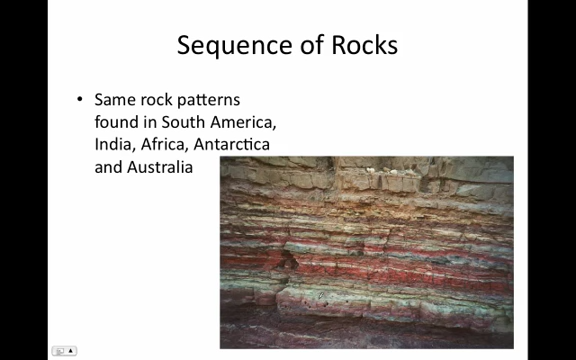 Sequence of Rocks
• Same rock patterns
found in South America,
India, Africa, Antarctica
and Australia